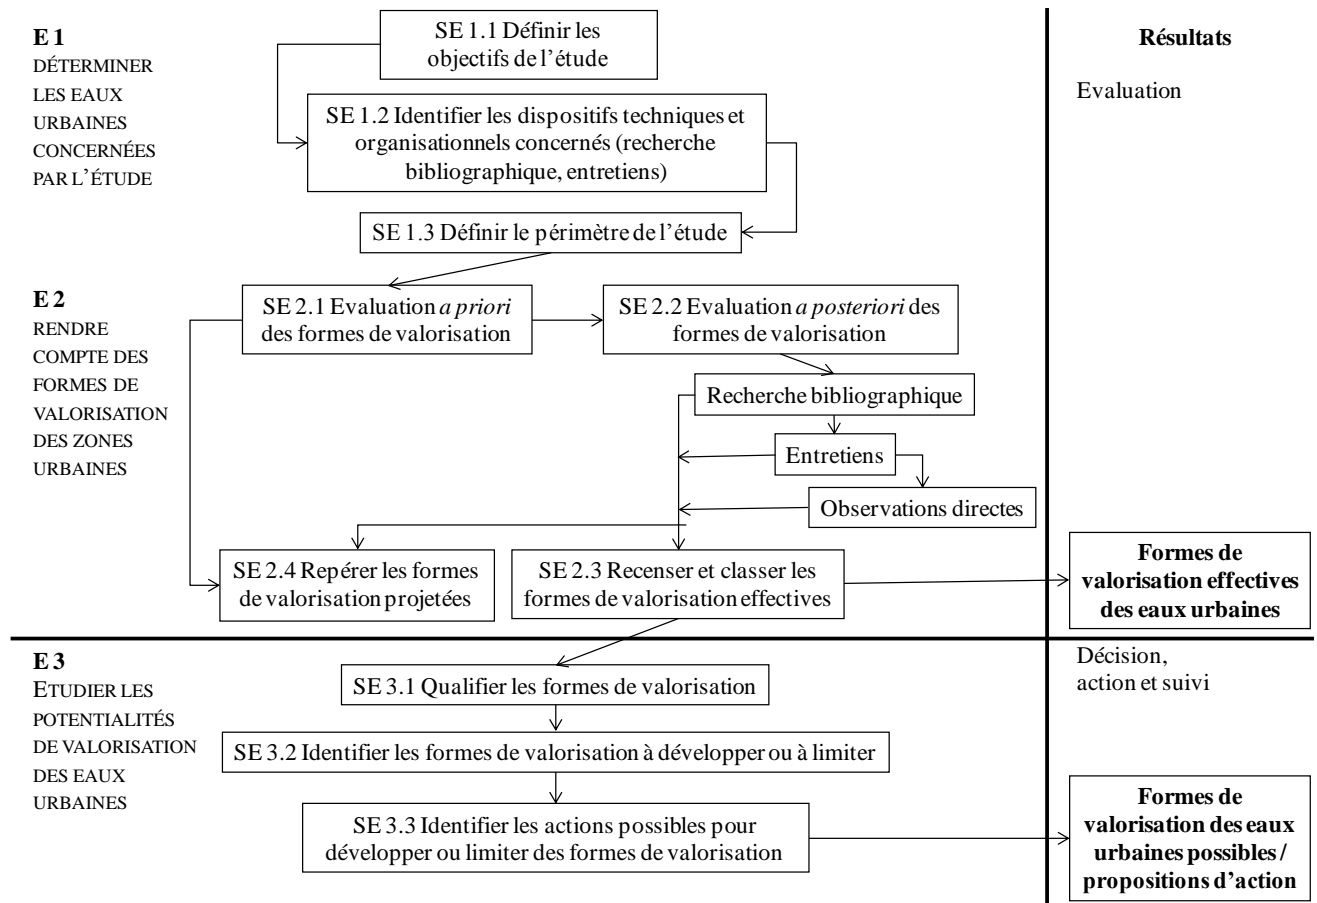 E 1
DÉTERMINER
LES EAUX
URBAINES
CONCERNÉES
PAR L'ÉTUDE
SE 1.1 Définir les
objectifs de l'étude
SE 1.2 Identifier les dispositifs techniques et
organisationnels concernés (recherche
bibliographique, entretiens)
SE 1.3 Définir le périmètre de l'étude
Résultats
Evaluation
E 2
RENDRE
COMPTE DES
FORMES DE
VALORISATION
DES ZONES
URBAINES
SE 2.1 Evaluation a priori
des formes de valorisation
SE 2.2 Evaluation a posteriori des
formes de valorisation
Recherche bibliographique
Entretiens
Observations directes
SE 2.4 Repérer les formes
de valorisation projetées
SE 2.3 Recenser et classer les
formes de valorisation effectives
Formes de
valorisation effectives
des eaux urbaines
E 3
ETUDIER LES
POTENTIALITÉS
DE VALORISATION
DES EAUX
URBAINES
SE 3.1 Qualifier les formes de valorisation
SE 3.2 Identifier les formes de valorisation à développer ou à limiter
SE 3.3 Identifier les actions possibles pour
développer ou limiter des formes de valorisation
Décision,
action et suivi
Formes de
valorisation des eaux
urbaines possibles /
propositions d'action